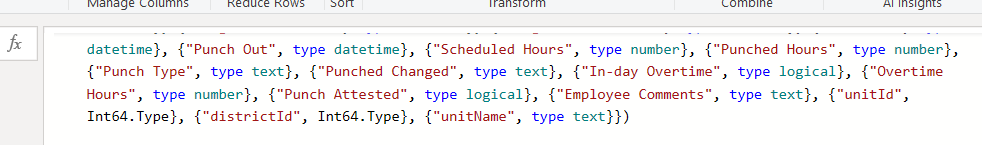 Manage Columns Reduce Rows Sort Transform Combine AI Insights
fx
datetime}, {"Punch Out", type datetime}, {"Scheduled Hours", type number}, {"Punched Hours", type number},
{"Punch Type", type text}, {"Punched Changed", type text}, {"In-day Overtime", type logical}, {"Overtime
Hours", type number}, {"Punch Attested", type logical}, {"Employee Comments", type text}, {"unitId",
Int64.Type}, {"districtId", Int64.Type}, {"unitName", type text}})